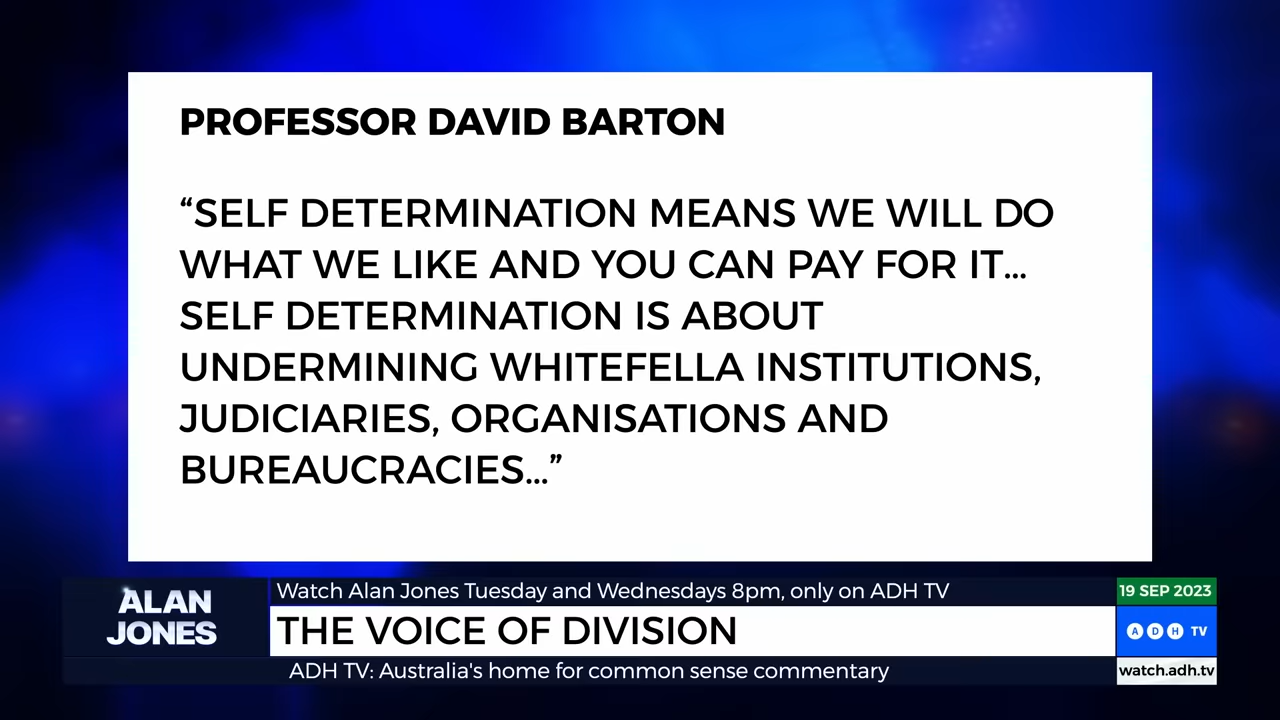 PROFESSOR DAVID BARTON
“SELF DETERMINATION MEANS WE WILL DO
WHAT WE LIKE AND YOU CAN PAY FOR IT...
SELF DETERMINATION IS ABOUT
UNDERMINING WHITEFELLA INSTITUTIONS,
JUDICIARIES, ORGANISATIONS AND
BUREAUCRACIES...”
ALAN
JONES
Watch Alan Jones Tuesday and Wednesdays 8pm, only on ADH TV
THE VOICE OF DIVISION
ADH TV: Australia's home for common sense commentary
19 SEP 2023
ADH TV
watch.adh.tv